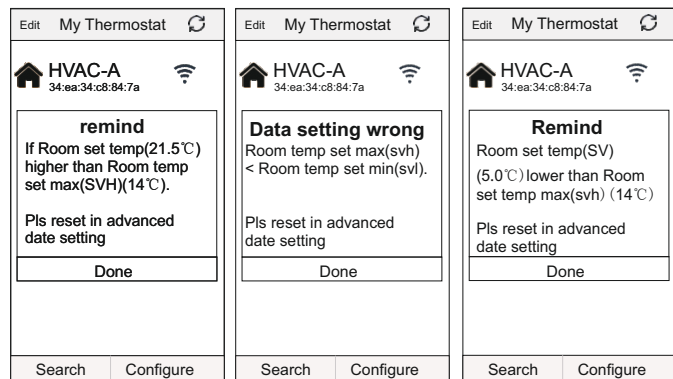 Edit My Thermostat
HVAC-A
34:ea:34:c8:84:7a
remind
If Room set temp(21.5℃)
higher than Room temp
set max(SVH)(14℃).
Pls reset in advanced
date setting
Done
Search Configure
Edit My Thermostat
HVAC-A
34:ea:34:c8:84:7a
Data setting wrong
Room temp set max(svh)
< Room temp set min(svl).
Pls reset in advanced
date setting
Done
Search Configure
Edit My Thermostat
HVAC-A
34:ea:34:c8:84:7a
Remind
Room set temp(SV)
(5.0℃)lower than Room
set temp max(svh)(14℃)
Pls reset in advanced
date setting
Done
Search Configure